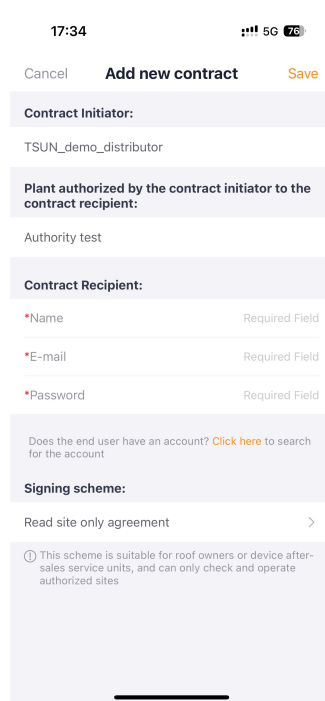 17:34 5G 76
Cancel Add new contract Save
Contract Initiator:
TSUN_demo_distributor
Plant authorized by the contract initiator to the
contract recipient:
Authority test
Contract Recipient:
*Name Required Field
*E-mail Required Field
*Password Required Field
Does the end user have an account? Click here to search
for the account
Signing scheme:
Read site only agreement
This scheme is suitable for roof owners or device after-
sales service units, and can only check and operate
authorized sites